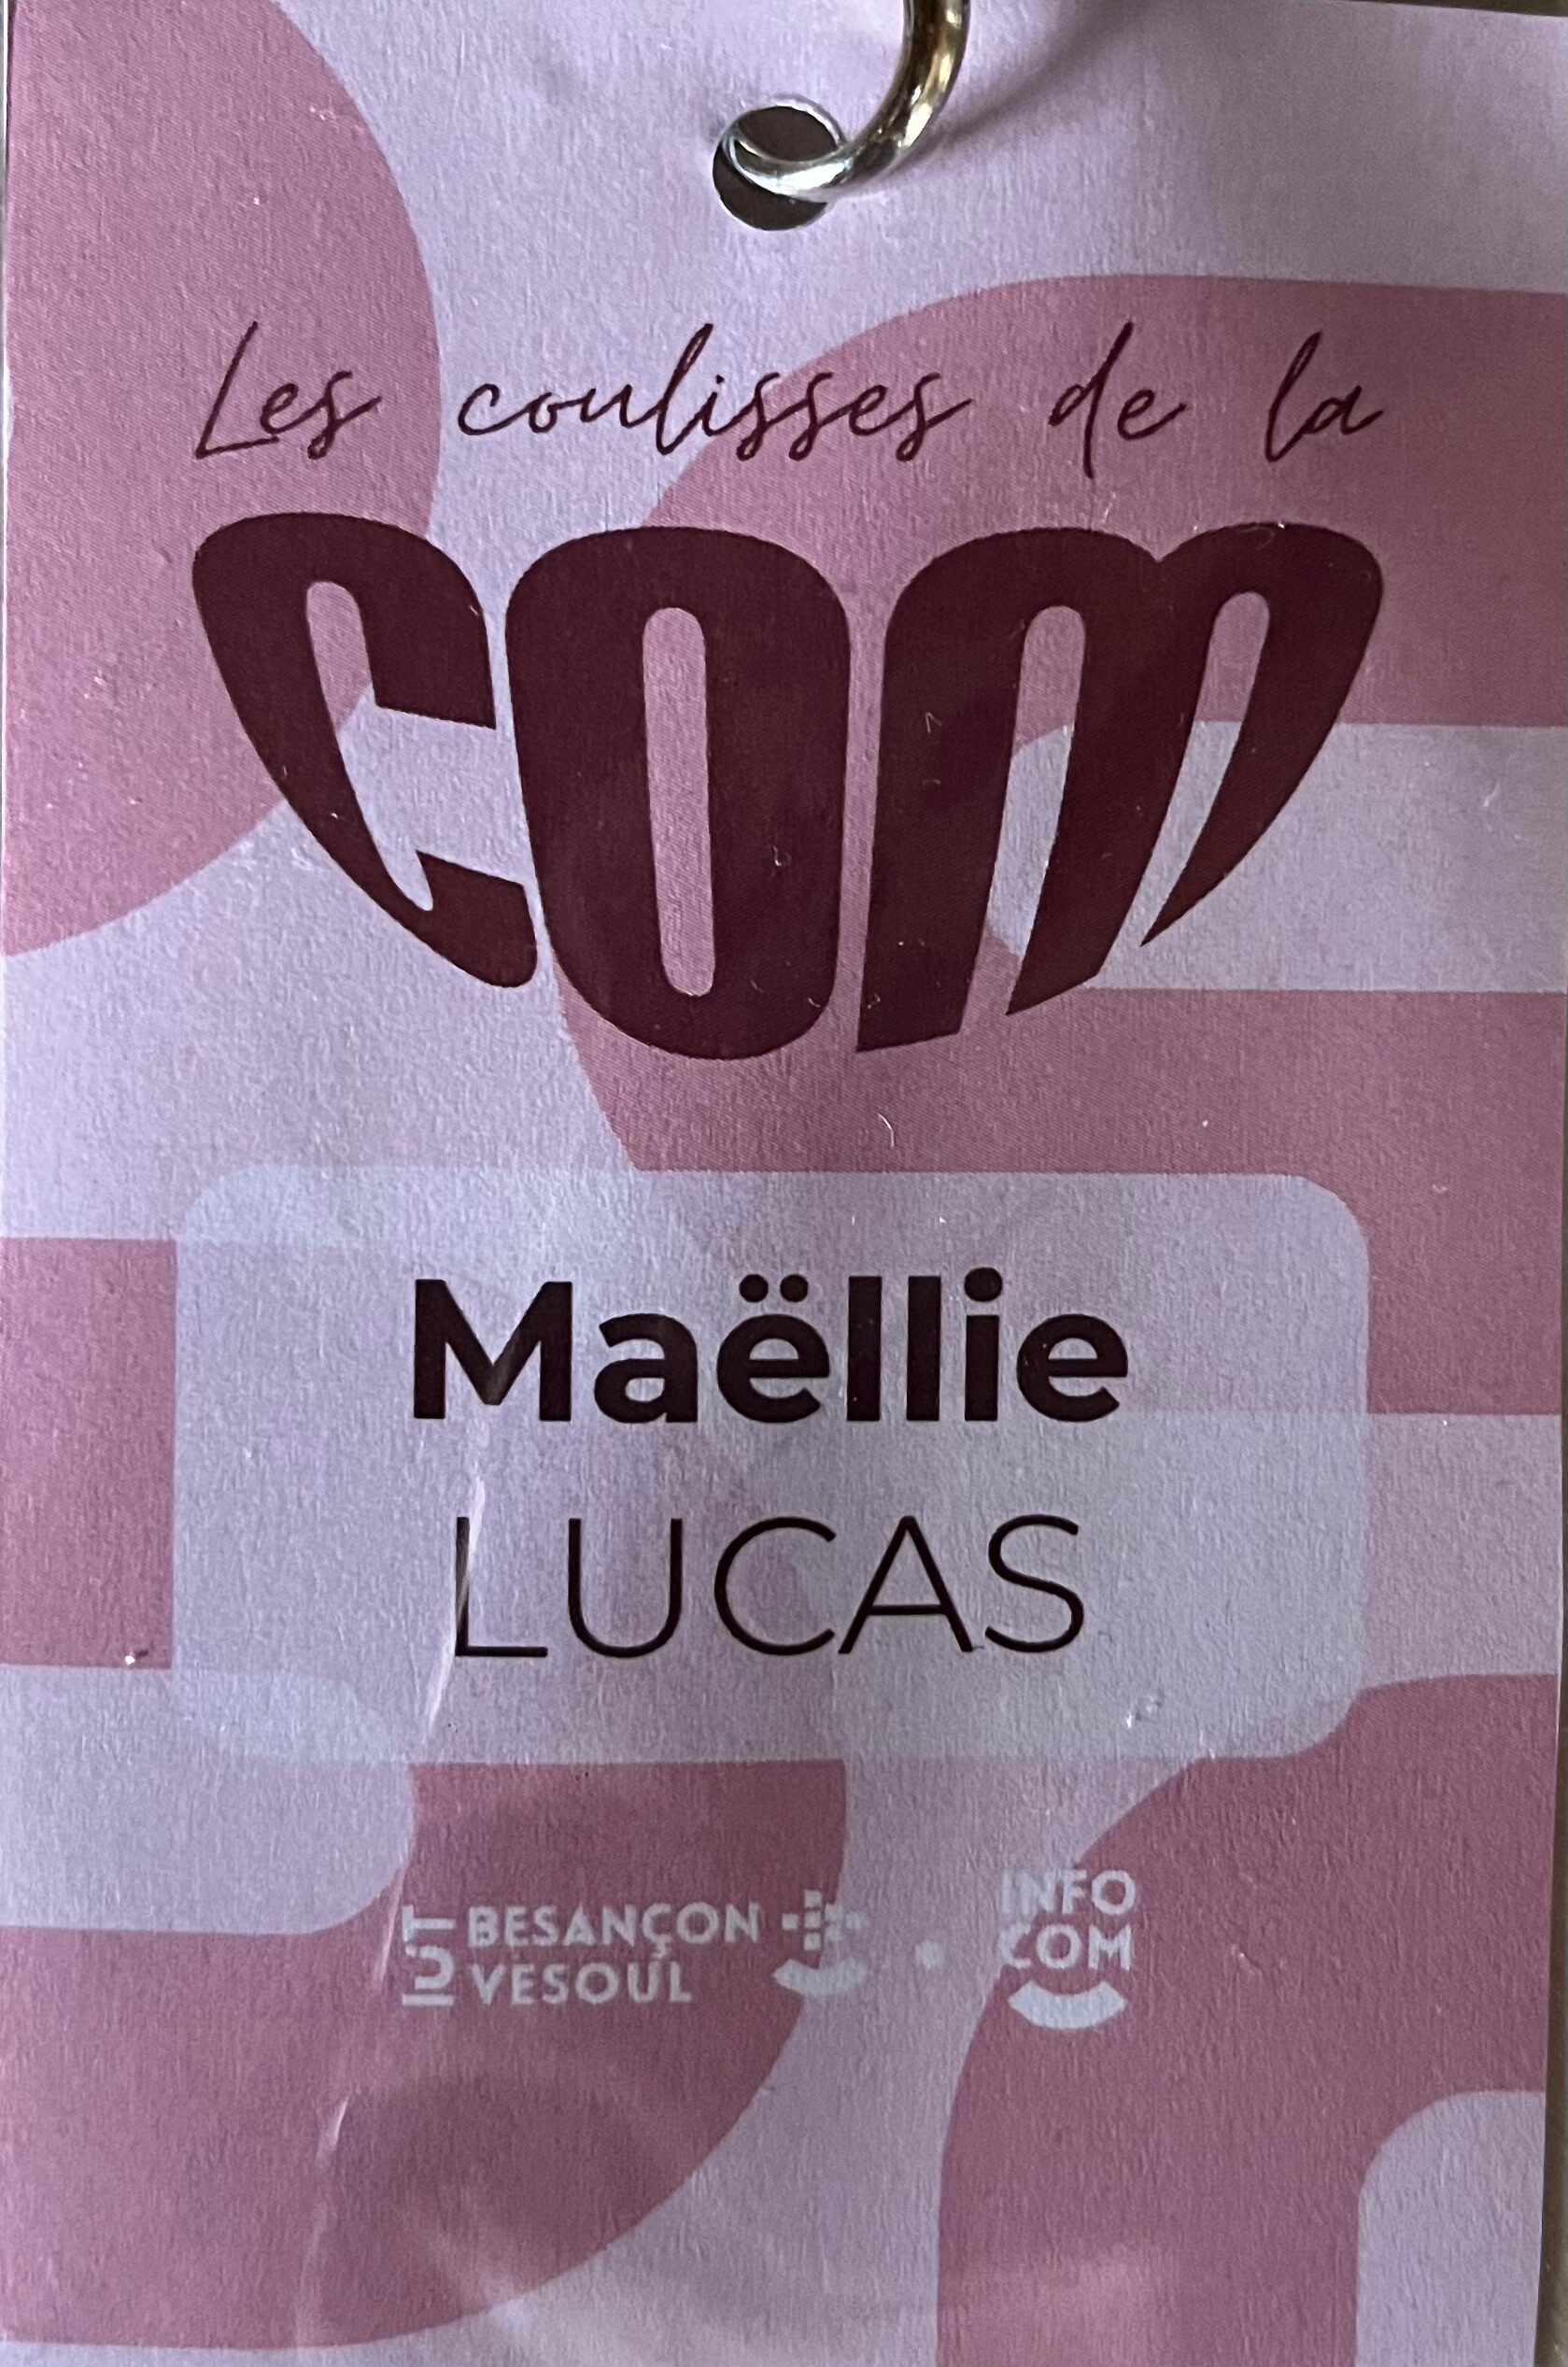 Les coulisses de la
COM
Maëllie
LUCAS
IUT BESANÇON
VESOUL
INFO
COM